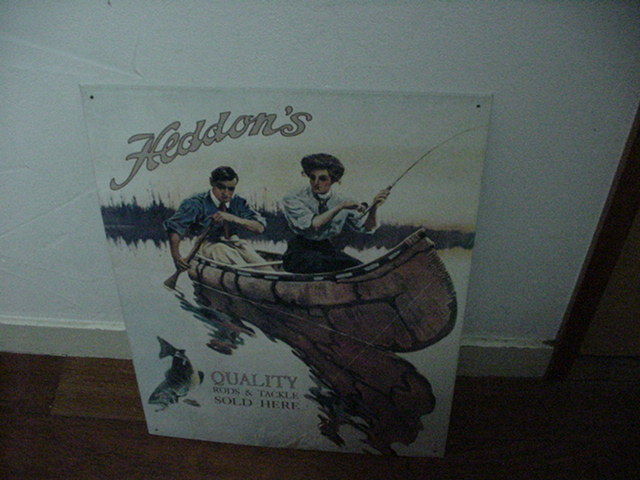 Heddon's
QUALITY
RODS & TACKLE
SOLD HERE